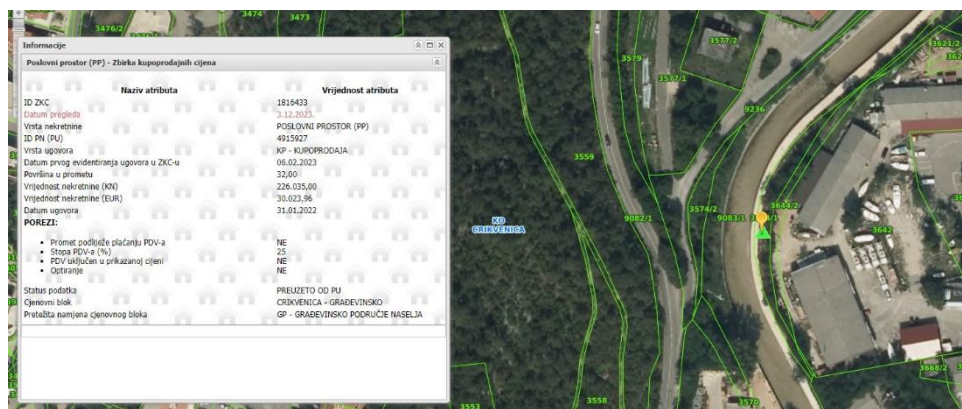 3476/2
3474
3473
Informacije
Poslovni prostor (PP) - Zbirka kupoprodajnih cijena
Naziv atributa Vrijednost atributa
ID ZKC 1816433
Datum pregleda 3.12.2023.
Vrsta nekretnine POSLOVNI PROSTOR (PP)
ID PN (PU) 4915927
Vrsta ugovora KP - KUPOPRODAJA
Datum prvog evidentiranja ugovora u ZKC-u 06.02.2023
Površina u prometu 32,00
Vrijednost nekretnine (KN) 226.035,00
Vrijednost nekretnine (EUR) 30.023,96
Datum ugovora 31.01.2022
POREZI:
• Promet podliježe plaćanju PDV-a NE
• Stopa PDV-a (%) 25
• PDV uključen u prikazanoj cijeni NE
• Optiranje NE
Status podatka PREUZETO OD PU
Cjenovni blok CRIKVENICA - GRAĐEVINSKO
Pretežita namjena cjenovnog bloka GP - GRAĐEVINSKO PODRUČJE NASELJA
3577/2
3621/2
3579
3577/1
9236
3559
KO
CRIKVENICA
9082/1
3574/2
9083/1
3644/2
3642
3668/2
3553
3558
3570